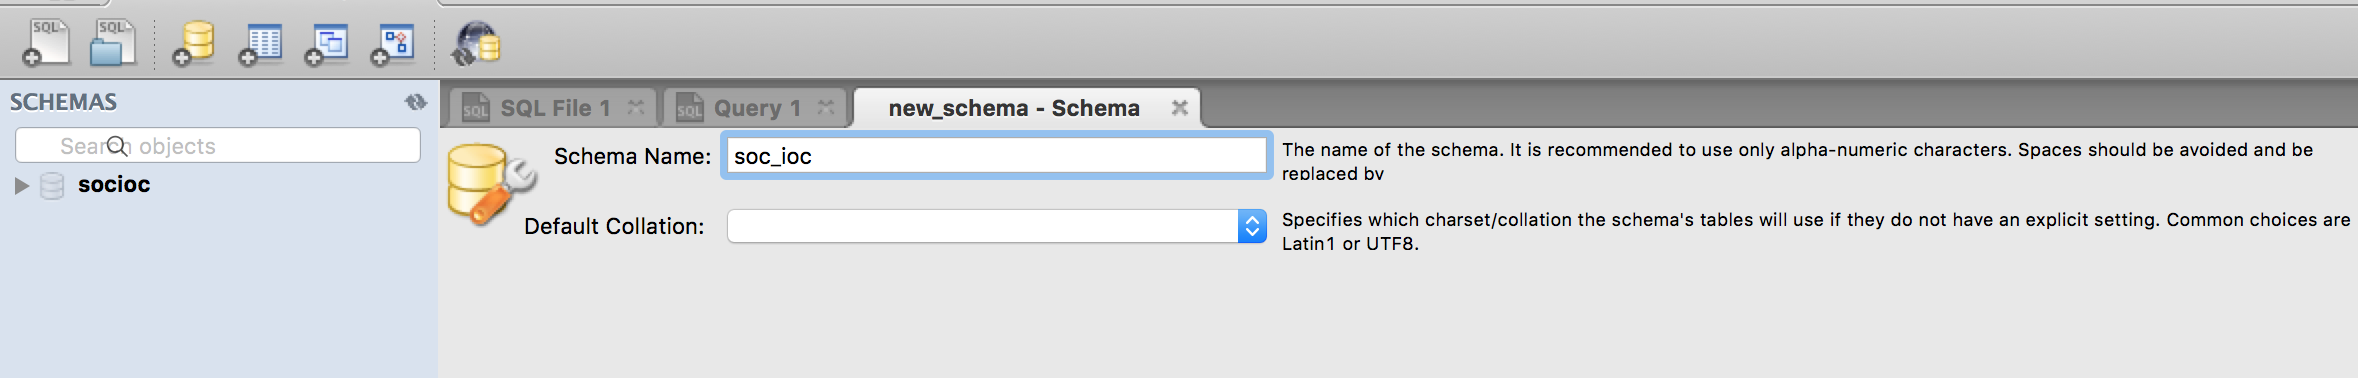 SQL
SQL
SCHEMAS
SQL File 1
Query 1
new_schema - Schema
Search objects
Schema Name:
soc_ioc
The name of the schema. It is recommended to use only alpha-numeric characters. Spaces should be avoided and be
replaced by
socioc
Default Collation:
Specifies which charset/collation the schema's tables will use if they do not have an explicit setting. Common choices are
Latin1 or UTF8.